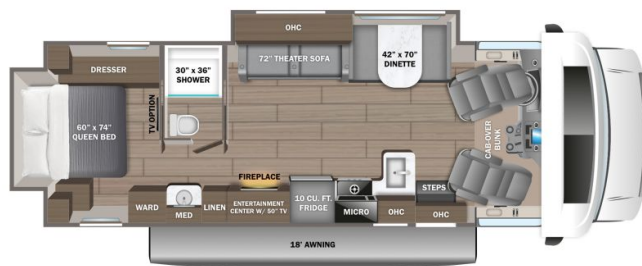 OHC
72" THEATER SOFA
42" x 70"
DINETTE
30" x 36"
SHOWER
DRESSER
TV OPTION
60" x 74"
QUEEN BED
CAB-OVER
BUNK
FIREPLACE
WARD
MED
LINEN
ENTERTAINMENT
CENTER W/ 50" TV
10 CU. FT.
FRIDGE
MICRO
OHC
STEPS
OHC
18' AWNING